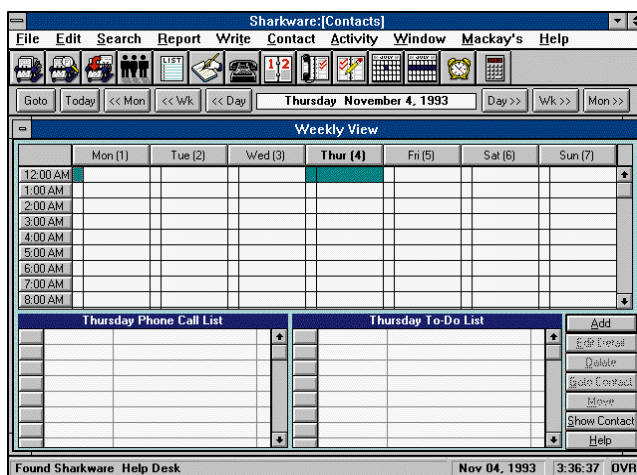 Sharkware:[Contacts]
File Edit Search Report Write Contact Activity Window Mackay's Help
LIST 1 2 JULY JULY
Goto Today << Mon << Wk << Day Thursday November 4, 1993 Day >> Wk >> Mon >>
Weekly View
Mon (1) Tue (2) Wed (3) Thur (4) Fri (5) Sat (6) Sun (7)
12:00 AM
1:00 AM
2:00 AM
3:00 AM
4:00 AM
5:00 AM
6:00 AM
7:00 AM
8:00 AM
Thursday Phone Call List Thursday To-Do List
Add
Edit Detail
Delete
Goto Contact
Move
Show Contact
Help
Found Sharkware Help Desk Nov 04, 1993 3:36:37 OVR